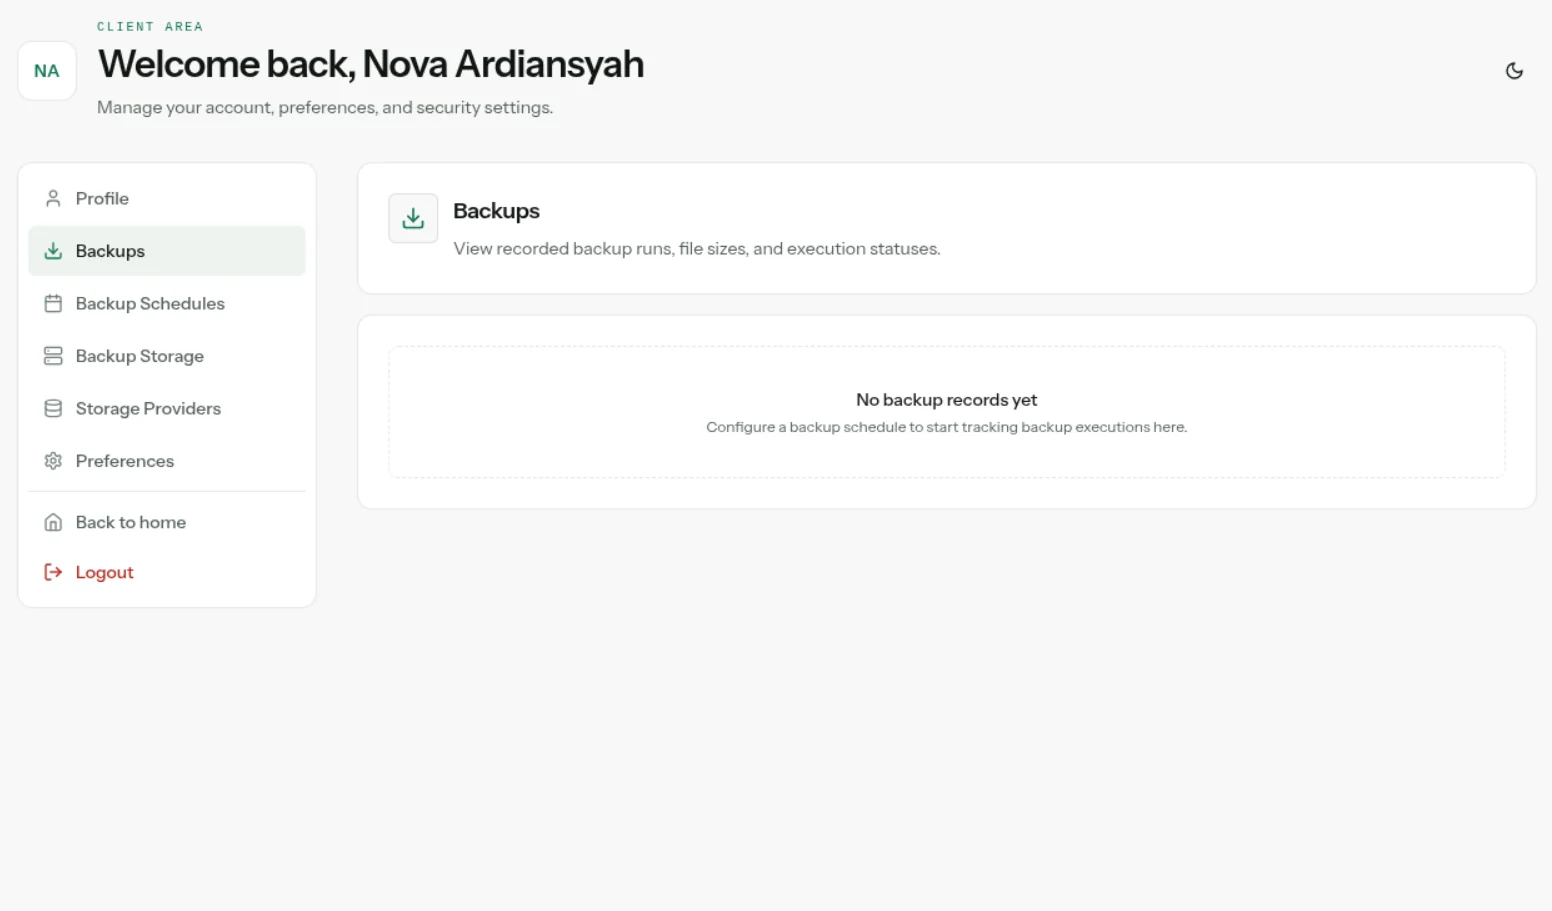 CLIENT AREA
NA
Welcome back, Nova Ardiansyah
Manage your account, preferences, and security settings.
Profile
Backups
Backup Schedules
Backup Storage
Storage Providers
Preferences
Back to home
Logout
Backups
View recorded backup runs, file sizes, and execution statuses.
No backup records yet
Configure a backup schedule to start tracking backup executions here.